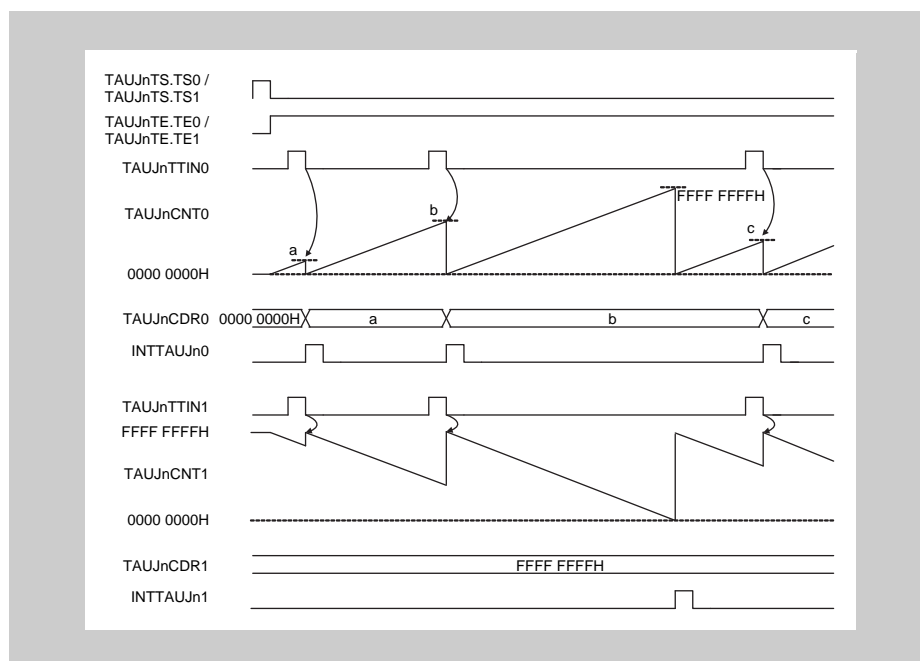 TAUJnTS.TS0 /
TAUJnTS.TS1
TAUJnTE.TE0 /
TAUJnTE.TE1
TAUJnTTIN0
FFFF FFFFH
TAUJnCNT0
b
c
a
0000 0000H
TAUJnCDR0 0000 0000H a b c
INTTAUJn0
TAUJnTTIN1
FFFF FFFFH
TAUJnCNT1
0000 0000H
TAUJnCDR1 FFFF FFFFH
INTTAUJn1